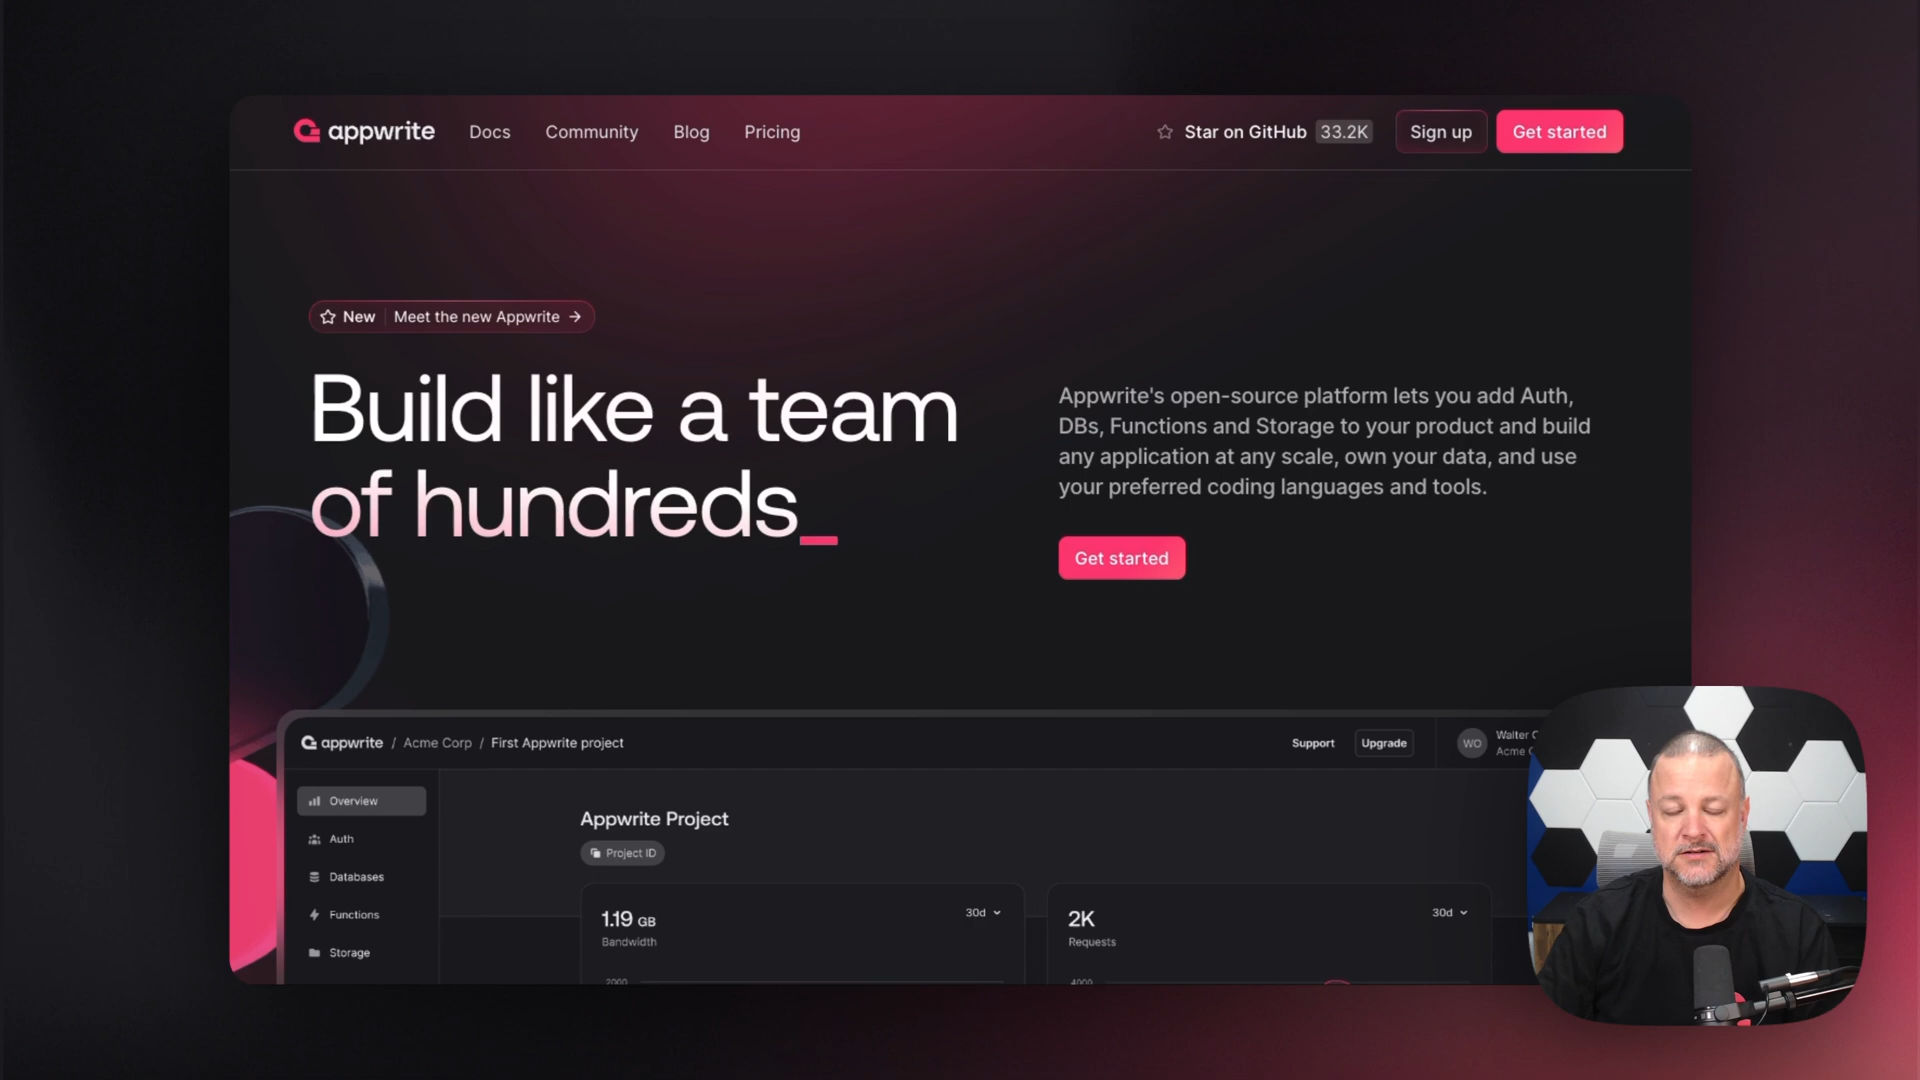 appwrite Docs Community Blog Pricing Star on GitHub 33.2K Sign up Get started
New Meet the new Appwrite →
Build like a team
of hundreds_
Appwrite's open-source platform lets you add Auth,
DBs, Functions and Storage to your product and build
any application at any scale, own your data, and use
your preferred coding languages and tools.
Get started
appwrite / Acme Corp / First Appwrite project Support Upgrade WO Walter
Acme
Overview
Auth
Databases
Functions
Storage
Appwrite Project
Project ID
1.19 GB 30d
Bandwidth
2000
2K 30d
Requests
4000